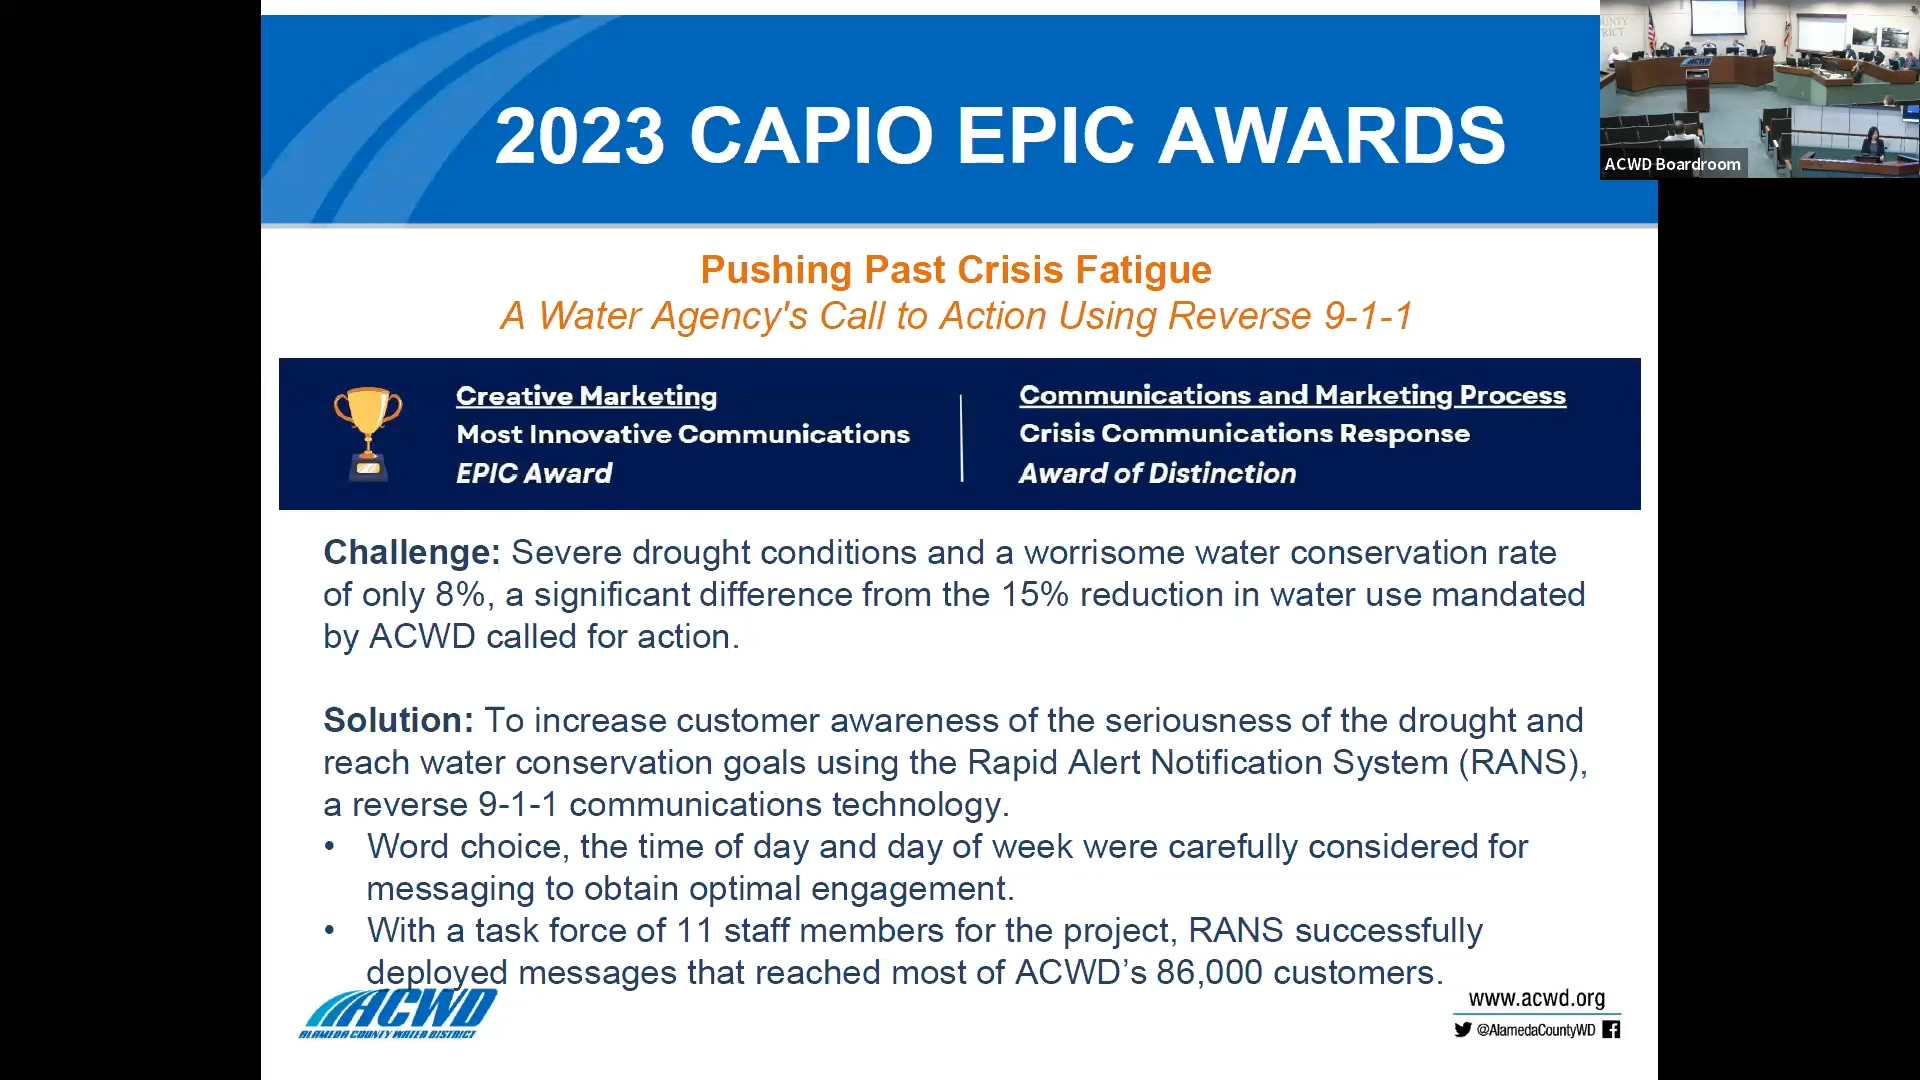 2023 CAPIO EPIC AWARDS
ACWD Boardroom
Pushing Past Crisis Fatigue
A Water Agency's Call to Action Using Reverse 9-1-1
Creative Marketing
Most Innovative Communications
EPIC Award
Communications and Marketing Process
Crisis Communications Response
Award of Distinction
Challenge: Severe drought conditions and a worrisome water conservation rate
of only 8%, a significant difference from the 15% reduction in water use mandated
by ACWD called for action.
Solution: To increase customer awareness of the seriousness of the drought and
reach water conservation goals using the Rapid Alert Notification System (RANS),
a reverse 9-1-1 communications technology.
• Word choice, the time of day and day of week were carefully considered for
messaging to obtain optimal engagement.
• With a task force of 11 staff members for the project, RANS successfully
deployed messages that reached most of ACWD’s 86,000 customers.
ACWD
ALAMEDA COUNTY WATER DISTRICT
www.acwd.org
@AlamedaCountyWD